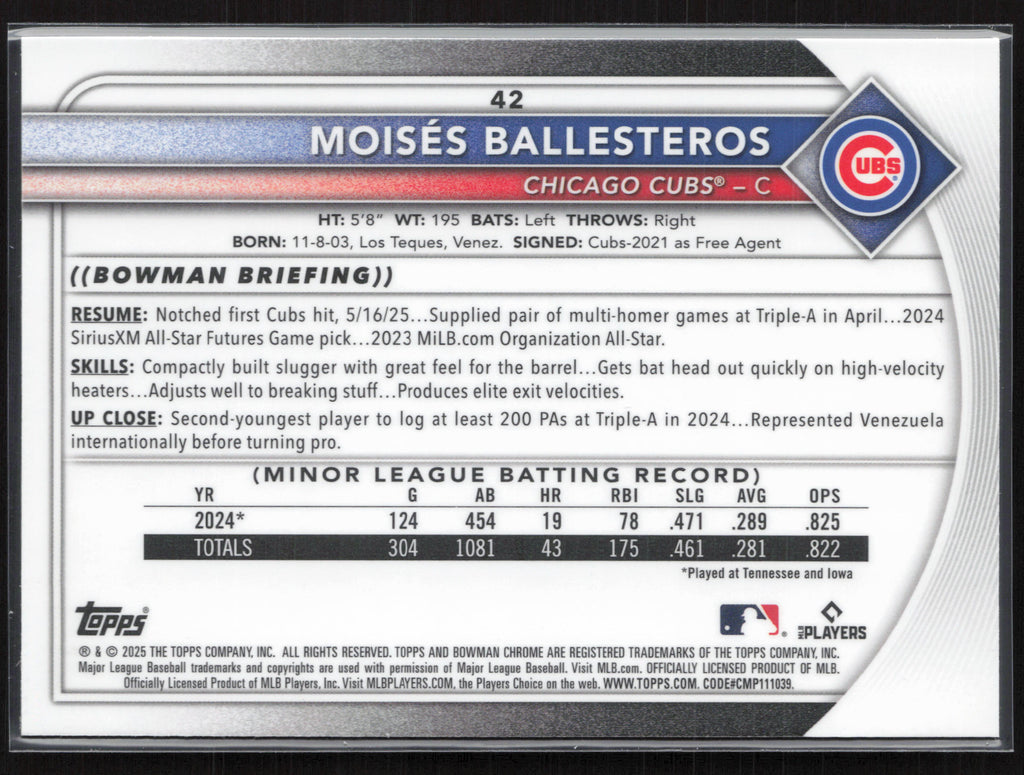 42
MOISÉS BALLESTEROS
CHICAGO CUBS® – C
CUBS
HT: 5'8" WT: 195 BATS: Left THROWS: Right
BORN: 11-8-03, Los Teques, Venez. SIGNED: Cubs-2021 as Free Agent
((BOWMAN BRIEFING))
RESUME: Notched first Cubs hit, 5/16/25...Supplied pair of multi-homer games at Triple-A in April...2024
SiriusXM All-Star Futures Game pick...2023 MiLB.com Organization All-Star.
SKILLS: Compactly built slugger with great feel for the barrel...Gets bat head out quickly on high-velocity
heaters...Adjusts well to breaking stuff...Produces elite exit velocities.
UP CLOSE: Second-youngest player to log at least 200 PAs at Triple-A in 2024...Represented Venezuela
internationally before turning pro.
(MINOR LEAGUE BATTING RECORD)
YR G AB HR RBI SLG AVG OPS
2024* 124 454 19 78 .471 .289 .825
TOTALS 304 1081 43 175 .461 .281 .822
*Played at Tennessee and Iowa
TOPPS®
MLB PLAYERS
® & © 2025 THE TOPPS COMPANY, INC. ALL RIGHTS RESERVED. TOPPS AND BOWMAN CHROME ARE REGISTERED TRADEMARKS OF THE TOPPS COMPANY, INC.
Major League Baseball trademarks and copyrights are used with permission of Major League Baseball. Visit MLB.com. OFFICIALLY LICENSED PRODUCT OF MLB.
Officially Licensed Product of MLB Players, Inc. Visit MLBPLAYERS.COM, the Players Choice on the web. WWW.TOPPS.COM. CODE#CMP111039.